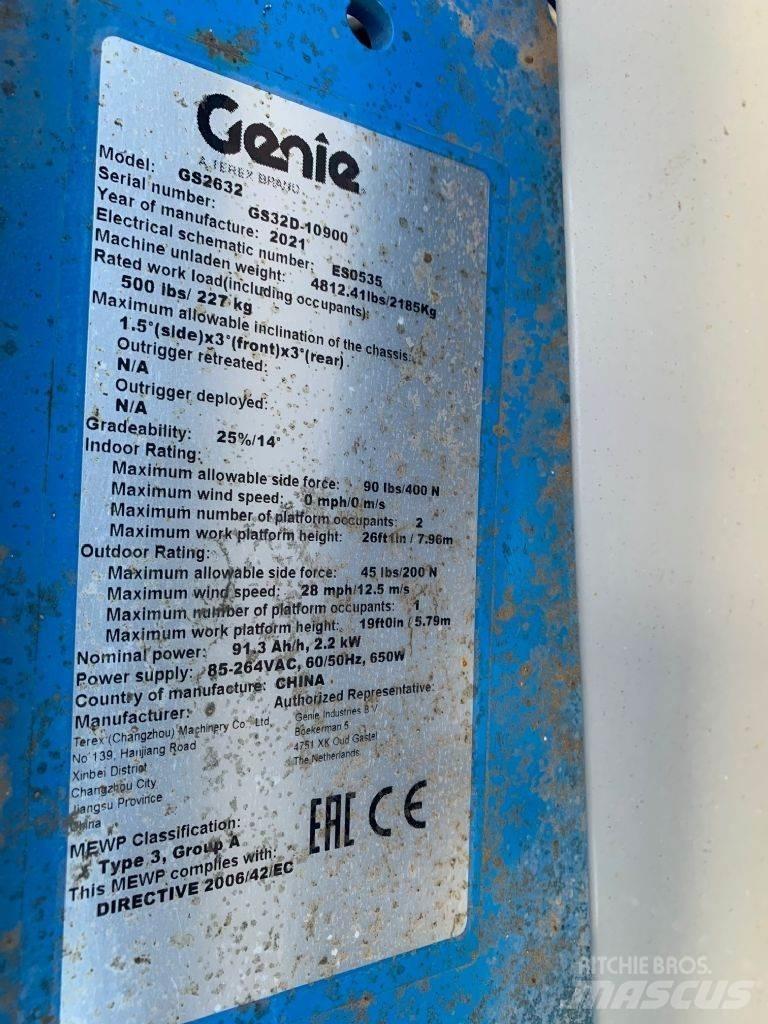 Genie
A TEREX BRAND
Model: GS2632
Serial number: GS32D-10900
Year of manufacture: 2021
Electrical schematic number: ES0535
Machine unladen weight: 4812.41lbs/2185Kg
Rated work load(including occupants):
500 lbs/ 227 kg
Maximum allowable inclination of the chassis:
1.5°(side)x3°(front)x3°(rear)
Outrigger retreated:
N/A
Outrigger deployed:
N/A
Gradeability: 25%/14°
Indoor Rating:
Maximum allowable side force: 90 lbs/400 N
Maximum wind speed: 0 mph/0 m/s
Maximum number of platform occupants: 2
Maximum work platform height: 26ft1in / 7.96m
Outdoor Rating:
Maximum allowable side force: 45 lbs/200 N
Maximum wind speed: 28 mph/12.5 m/s
Maximum number of platform occupants: 1
Maximum work platform height: 19ft0in / 5.79m
Nominal power: 91.3 Ah/h, 2.2 kW
Power supply: 85-264VAC, 60/50Hz, 650W
Country of manufacture: CHINA
Manufacturer:
Terex (Changzhou) Machinery Co. Ltd,
No 139, Hanjiang Road
Xinbei District
Changzhou City
Jiangsu Province
China
Authorized Representative:
Genie Industries B.V
Boekerman 5
4751 XK Oud Gastel
The Netherlands.
EAC CE
MEWP Classification:
Type 3, Group A
This MEWP complies with:
DIRECTIVE 2006/42/EC
RITCHIE BROS.
MASCUS